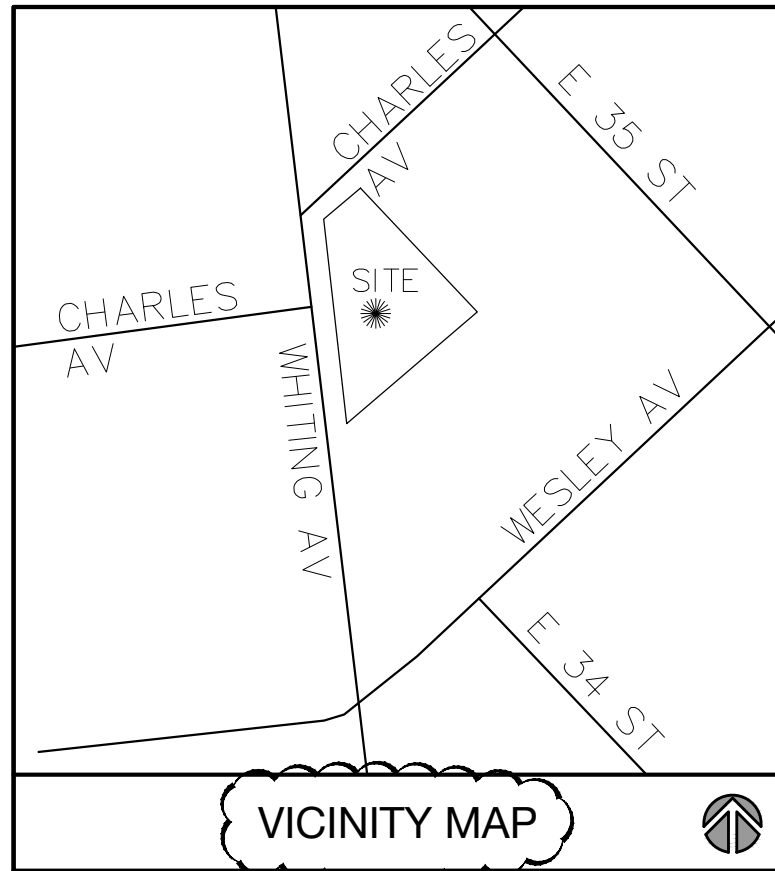 CHARLES
AV
E 35 ST
SITE
CHARLES
AV
WHITING AV
WESLEY AV
E 34 ST
VICINITY MAP